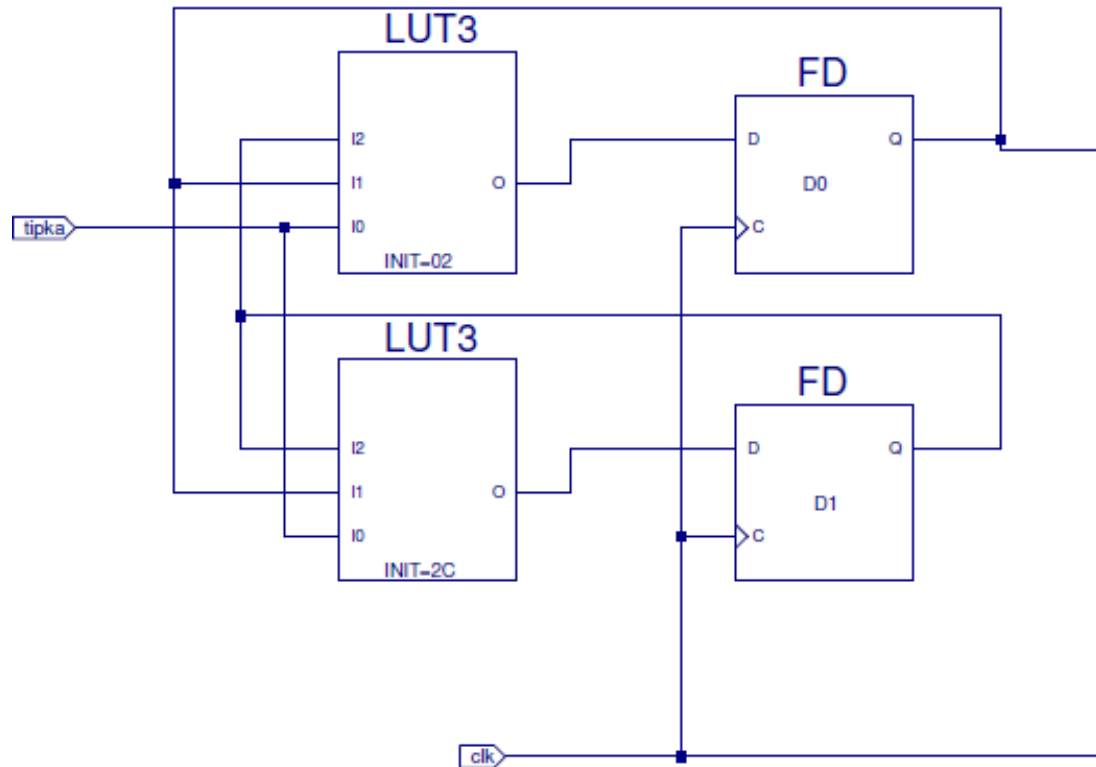 LUT3
I2
I1
I0
O
INIT=02
FD
D
Q
D0
C
tipka
LUT3
I2
I1
I0
O
INIT=2C
FD
D
Q
D1
C
clk